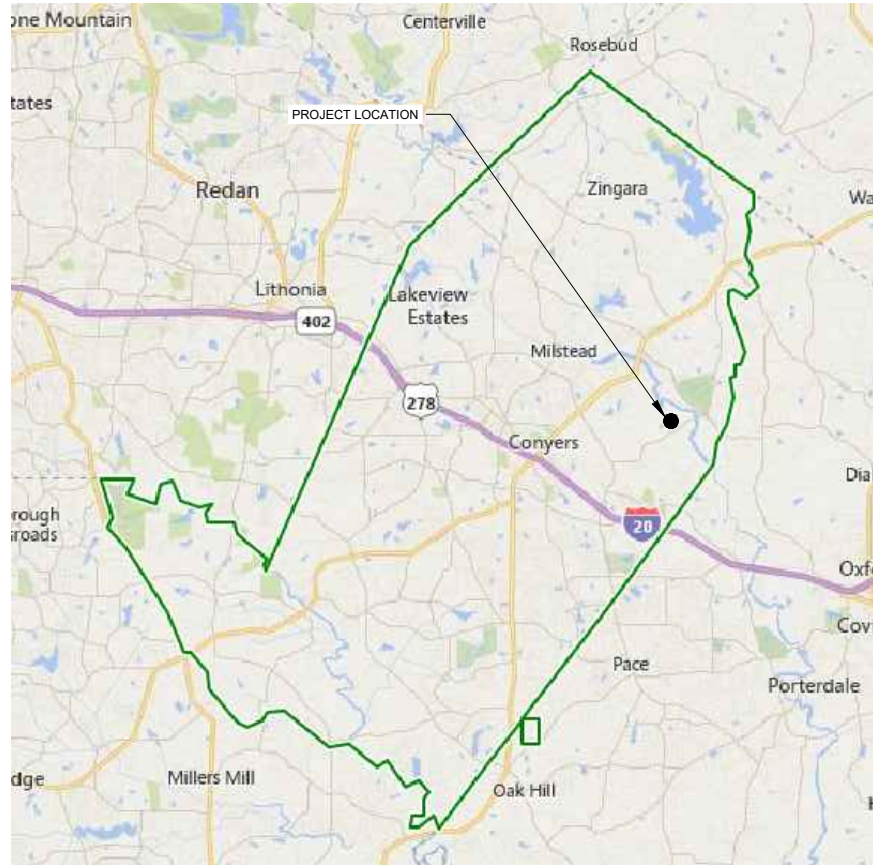 one Mountain
Centerville
Rosebud
tates
PROJECT LOCATION
Redan
Zingara
Wa
Lithonia
Lakeview
Estates
402
Milstead
278
Conyers
Dia
rough
sroads
20
Oxf
Cov
Pace
Porterdale
dge
Millers Mill
Oak Hill